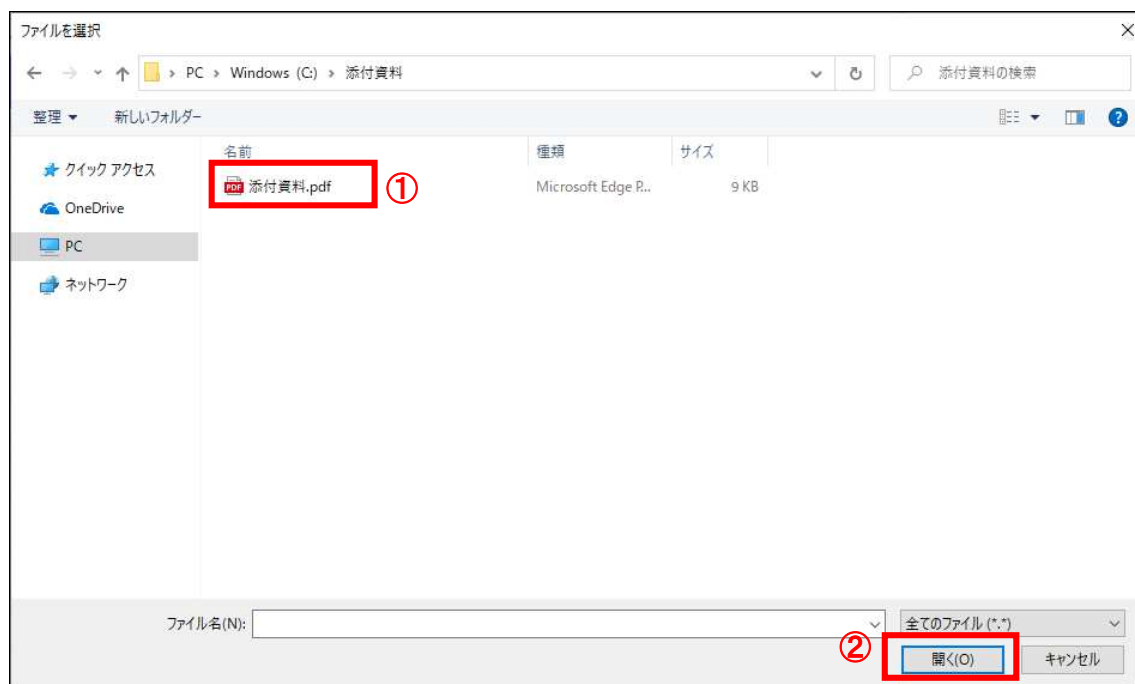 ファイルを選択
PC › Windows (C:) › 添付資料
添付資料の検索
整理
新しいフォルダー
名前 種類 サイズ
クイック アクセス
添付資料.pdf Microsoft Edge P... 9 KB
①
OneDrive
PC
ネットワーク
ファイル名(N):
全てのファイル (*.*)
②
開く(O)
キャンセル